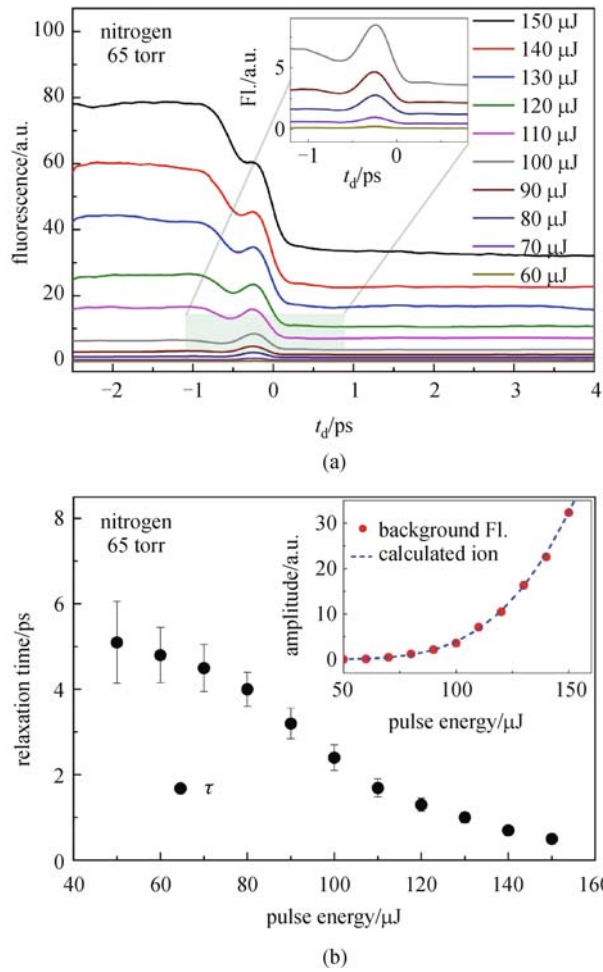 nitrogen
65 torr
fluorescence/a.u.
100
80
60
40
20
0
−2
−1
0
1
2
3
4
t_d/ps
Fl./a.u.
5
0
−1
0
t_d/ps
150 μJ
140 μJ
130 μJ
120 μJ
110 μJ
100 μJ
90 μJ
80 μJ
70 μJ
60 μJ
(a)
nitrogen
65 torr
relaxation time/ps
8
6
4
2
0
40
60
80
100
120
140
160
pulse energy/μJ
τ
amplitude/a.u.
30
20
10
0
50
100
150
pulse energy/μJ
background Fl.
calculated ion
(b)